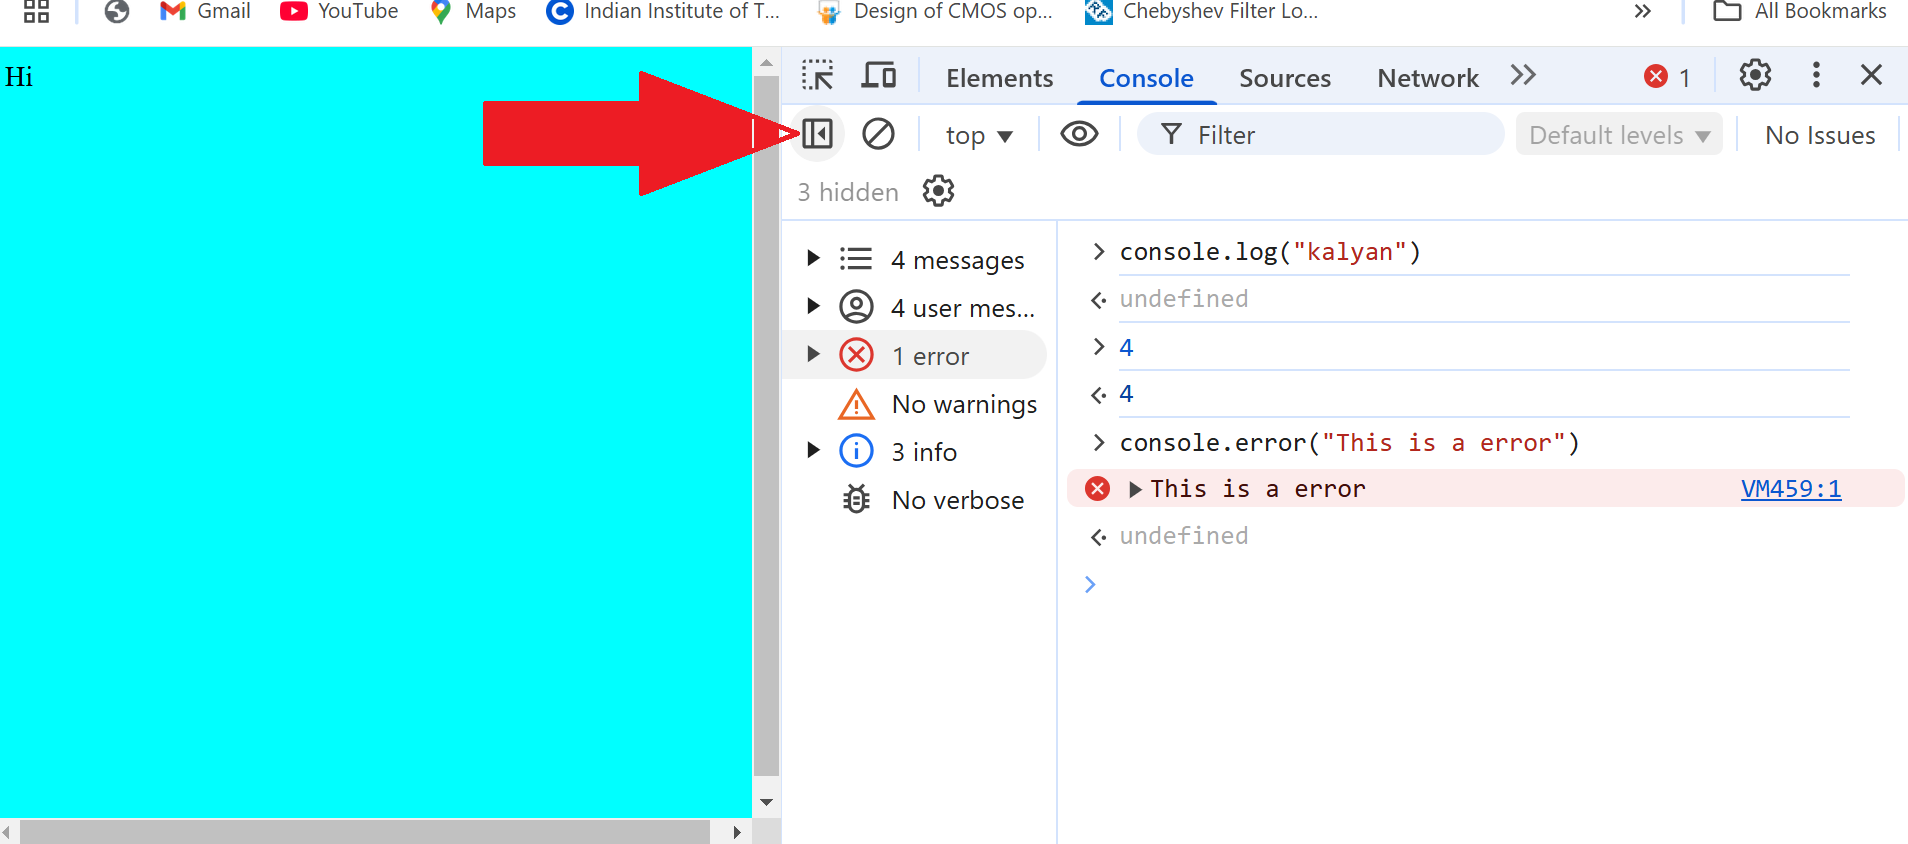 Gmail YouTube Maps Indian Institute of T... Design of CMOS op... Chebyshev Filter Lo... All Bookmarks
Hi
Elements Console Sources Network 1
top Filter Default levels No Issues
3 hidden
4 messages
4 user mes...
1 error
No warnings
3 info
No verbose
console.log("kalyan")
undefined
4
4
console.error("This is a error")
This is a error VM459:1
undefined